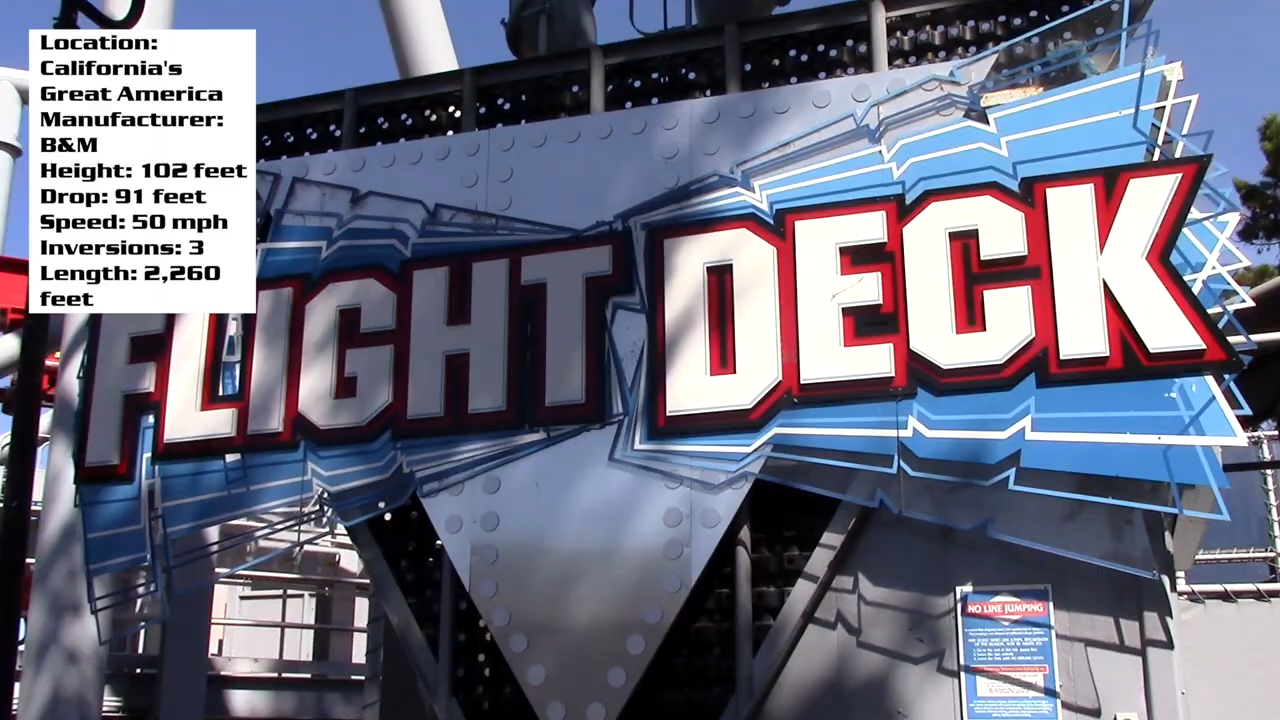 Location:
California's
Great America
Manufacturer:
B&M
Height: 102 feet
Drop: 91 feet
Speed: 50 mph
Inversions: 3
Length: 2,260
feet
FLIGHT DECK
NO LINE JUMPING